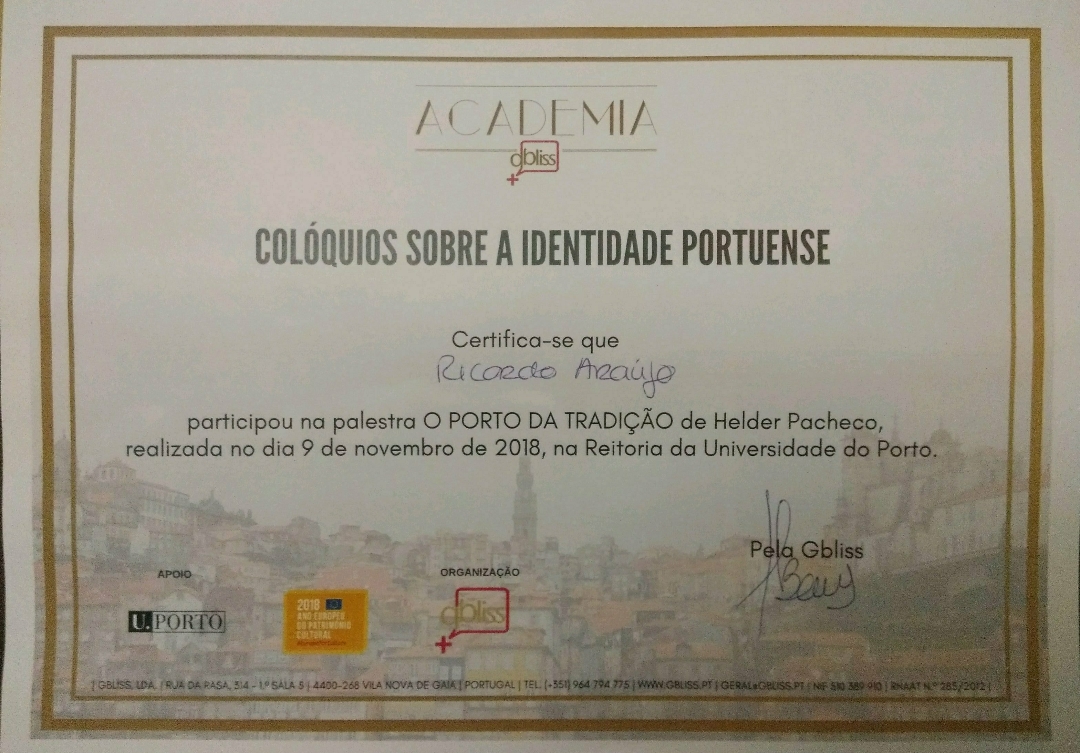 ACADEMIA
gbliss
+
COLÓQUIOS SOBRE A IDENTIDADE PORTUENSE
Certifica-se que
Ricardo Araújo
participou na palestra O PORTO DA TRADIÇÃO de Helder Pacheco,
realizada no dia 9 de novembro de 2018, na Reitoria da Universidade do Porto.
Pela Gbliss
APOIO
U.PORTO
2018
ANO EUROPEU
DO PATRIMÓNIO
CULTURAL
ORGANIZAÇÃO
gbliss
+
| GBLISS, LDA. | RUA DA RASA, 314 - 1.º SALA 5 | 4400-268 VILA NOVA DE GAIA | PORTUGAL | TEL. (+351) 964 794 775 | WWW.GBLISS.PT | GERAL@GBLISS.PT | NIF 510 389 910 | RNAAT N.º 285/2012 |